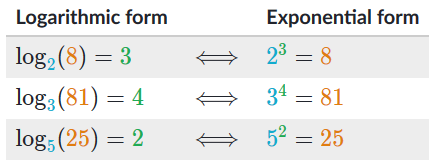 Logarithmic form Exponential form
log₂(8) = 3 ⟺ 2³ = 8
log₃(81) = 4 ⟺ 3⁴ = 81
log₅(25) = 2 ⟺ 5² = 25